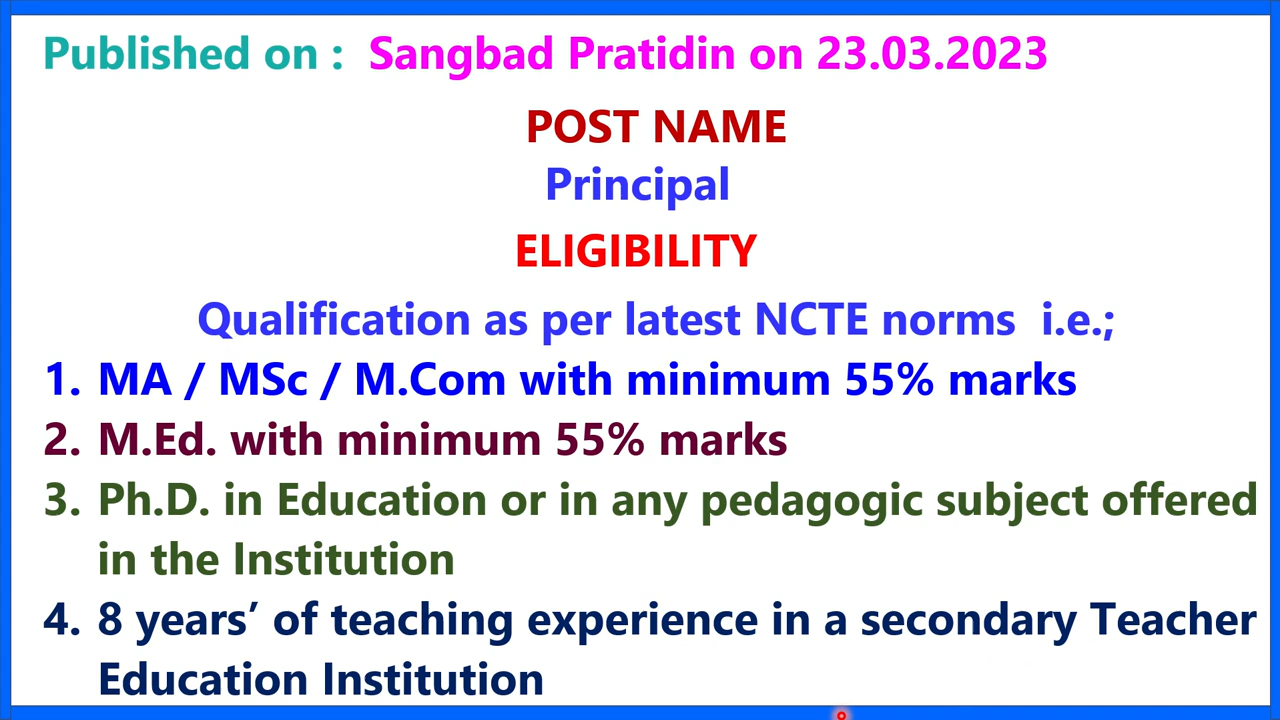 Published on : Sangbad Pratidin on 23.03.2023
POST NAME
Principal
ELIGIBILITY
Qualification as per latest NCTE norms i.e.;
1. MA / MSc / M.Com with minimum 55% marks
2. M.Ed. with minimum 55% marks
3. Ph.D. in Education or in any pedagogic subject offered
in the Institution
4. 8 years’ of teaching experience in a secondary Teacher
Education Institution